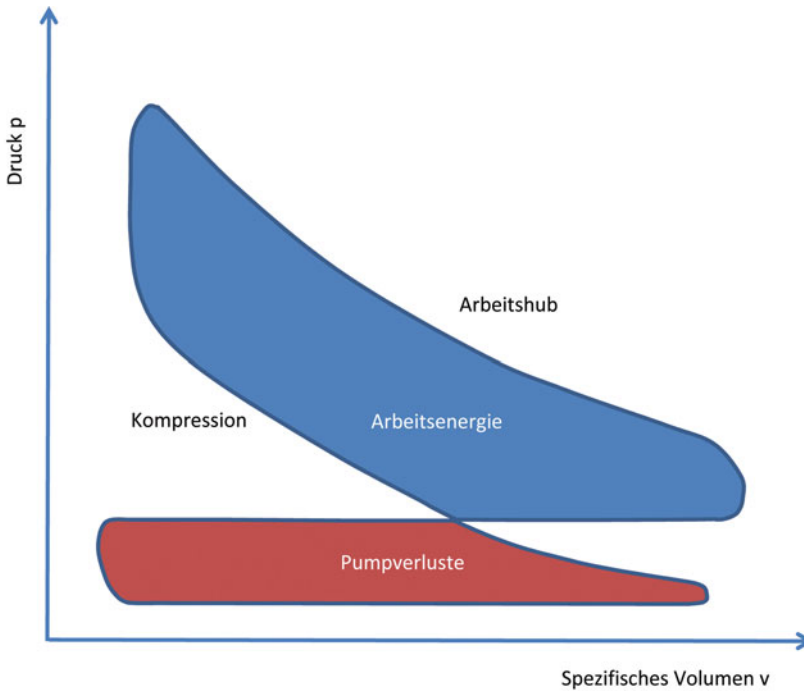 Druck p
Arbeitshub
Kompression
Arbeitsenergie
Pumpverluste
Spezifisches Volumen v